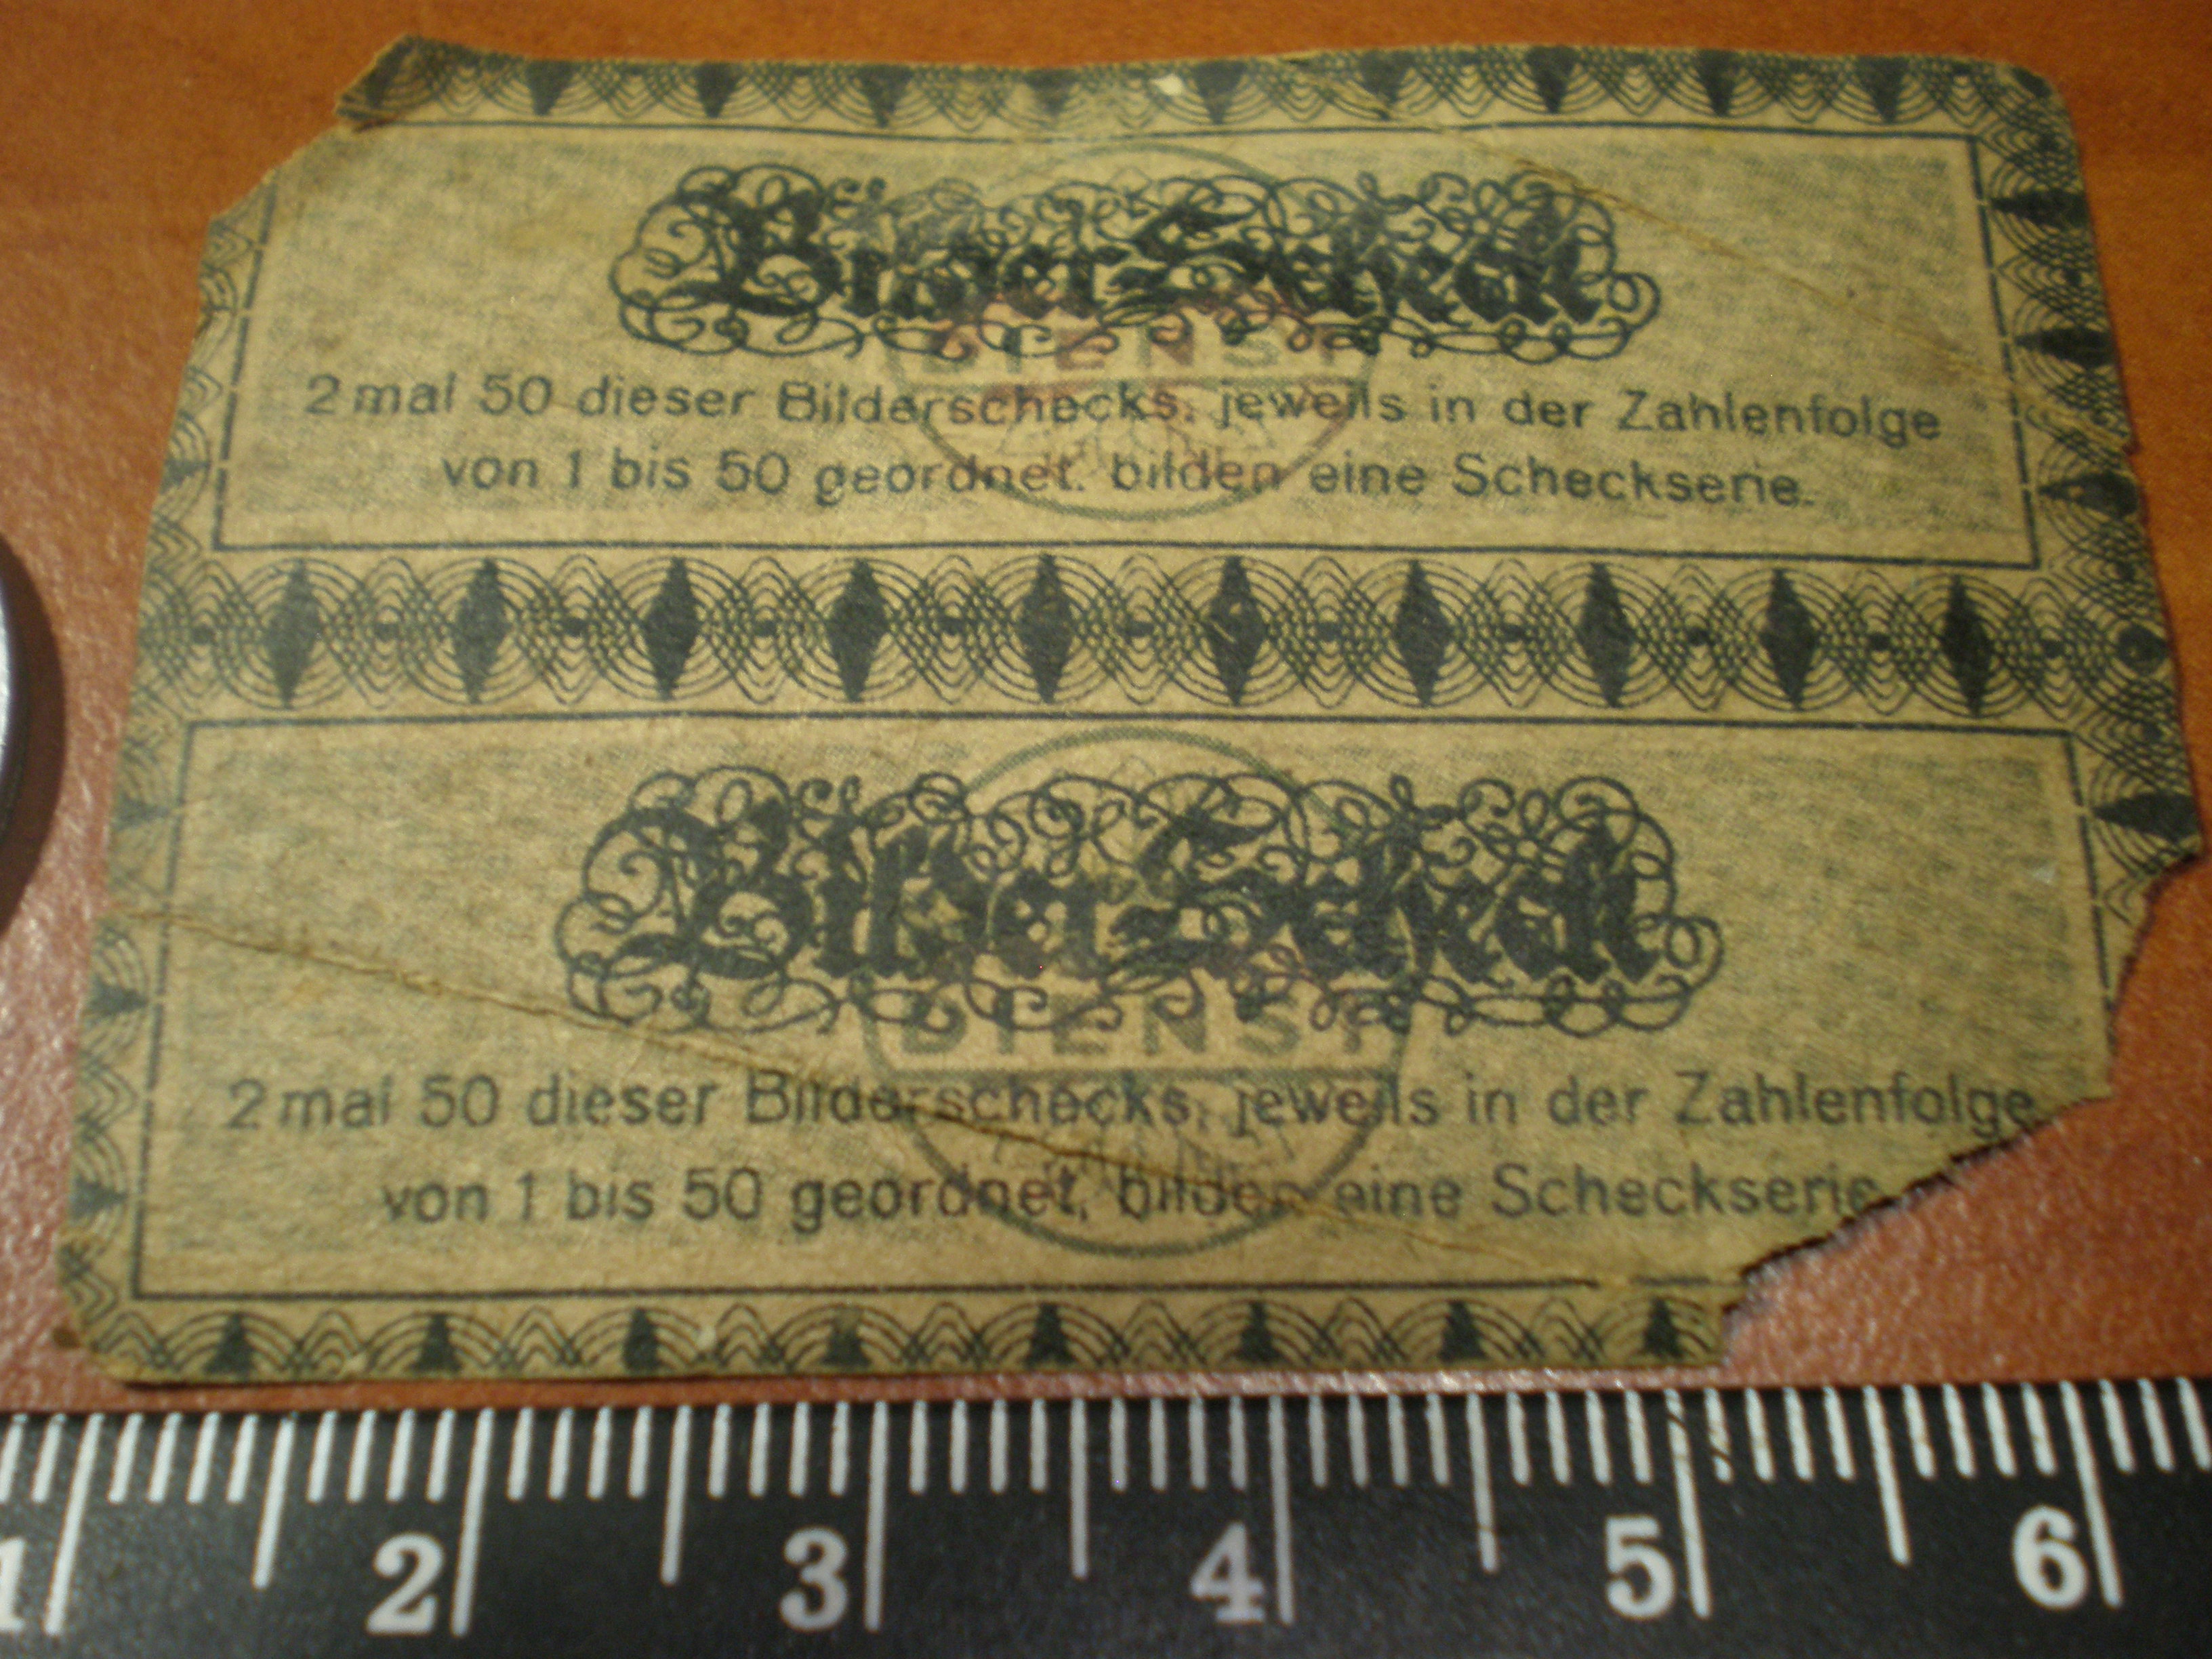 Bilder-Scheck
DIENST
2 mal 50 dieser Bilderschecks, jeweils in der Zahlenfolge
von 1 bis 50 geordnet, bilden eine Scheckserie.
Bilder-Scheck
DIENST
2 mal 50 dieser Bilderschecks, jeweils in der Zahlenfolge
von 1 bis 50 geordnet, bilden eine Scheckserie
1 2 3 4 5 6